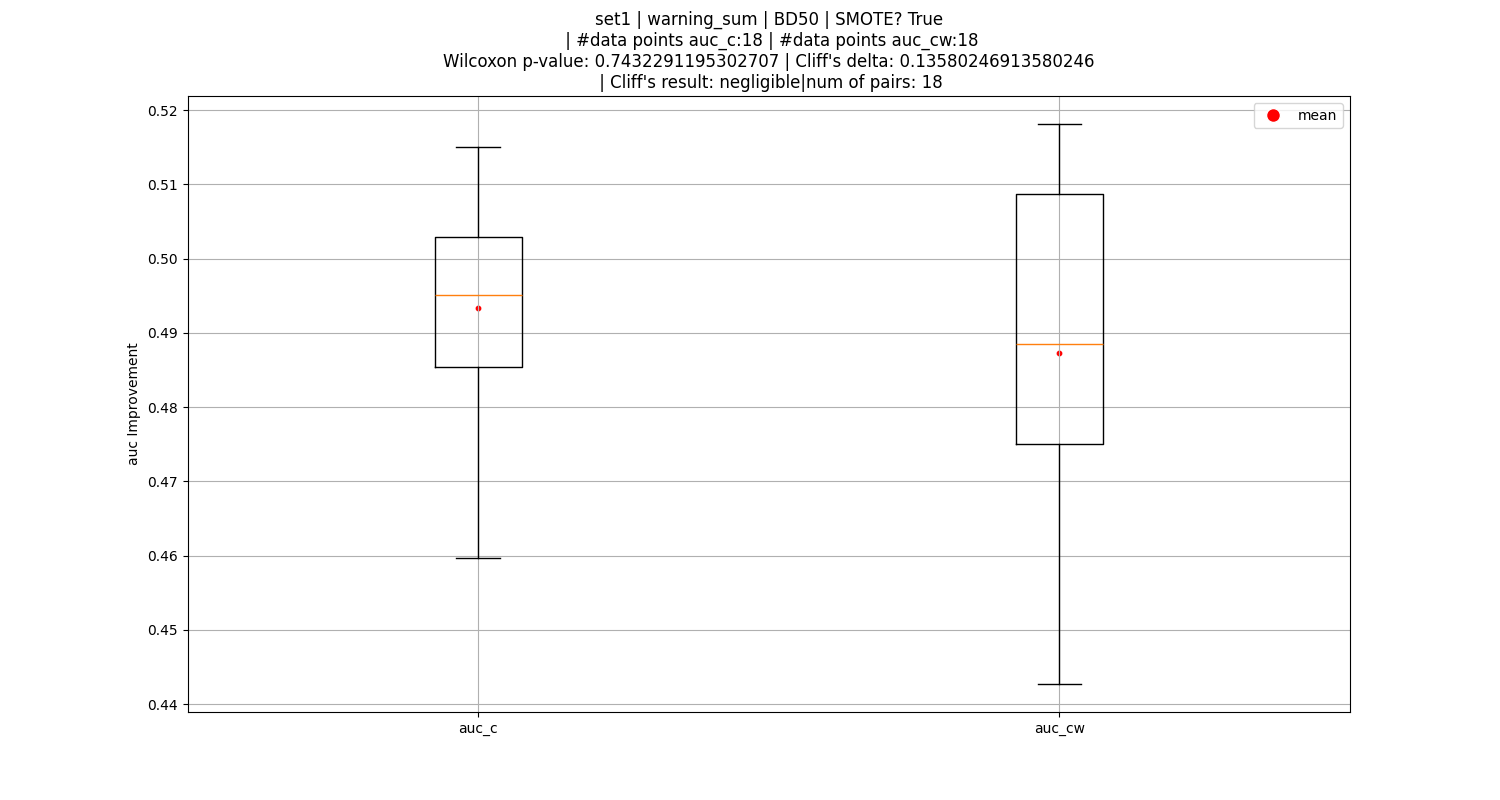 set1 | warning_sum | BD50 | SMOTE? True
| #data points auc_c:18 | #data points auc_cw:18
Wilcoxon p-value: 0.7432291195302707 | Cliff's delta: 0.13580246913580246
| Cliff's result: negligible|num of pairs: 18
mean
auc Improvement
0.52
0.51
0.50
0.49
0.48
0.47
0.46
0.45
0.44
auc_c
auc_cw